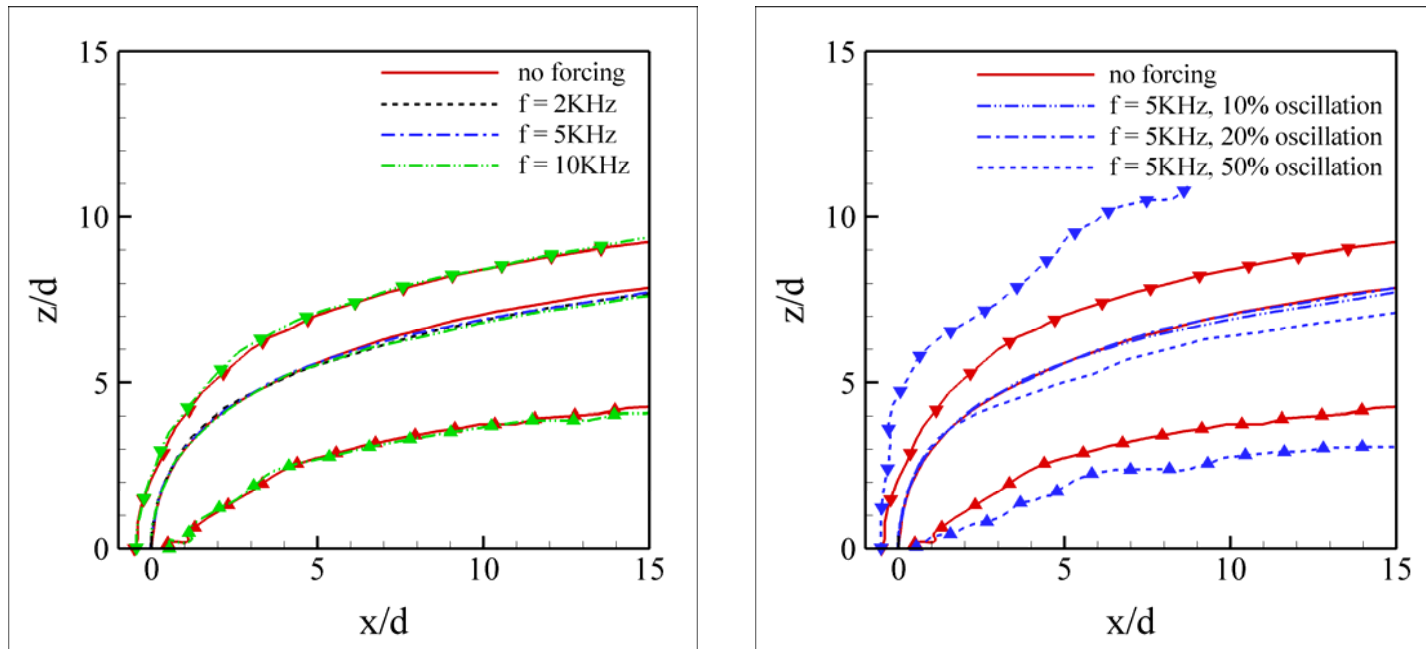 15
10
5
0
z/d
no forcing
f = 2KHz
f = 5KHz
f = 10KHz
0
5
10
15
x/d
15
10
5
0
z/d
no forcing
f = 5KHz, 10% oscillation
f = 5KHz, 20% oscillation
f = 5KHz, 50% oscillation
0
5
10
15
x/d